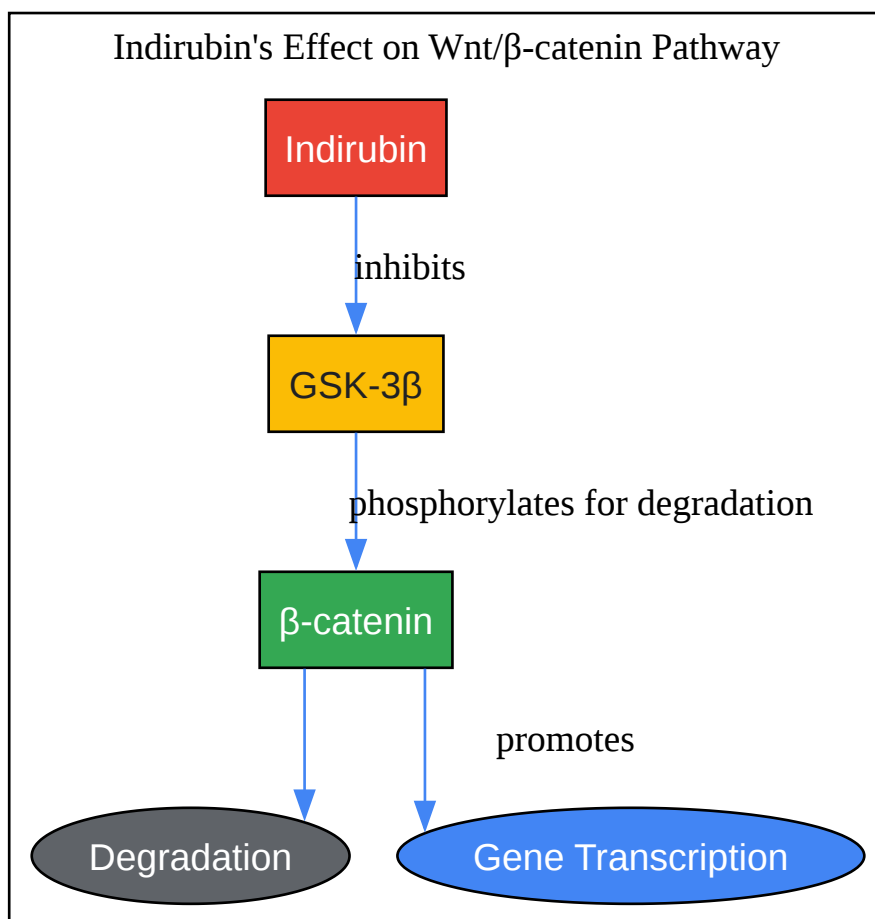 Indirubin's Effect on Wnt/β-catenin Pathway
Indirubin
inhibits
GSK-3β
phosphorylates for degradation
β-catenin
promotes
Degradation
Gene Transcription